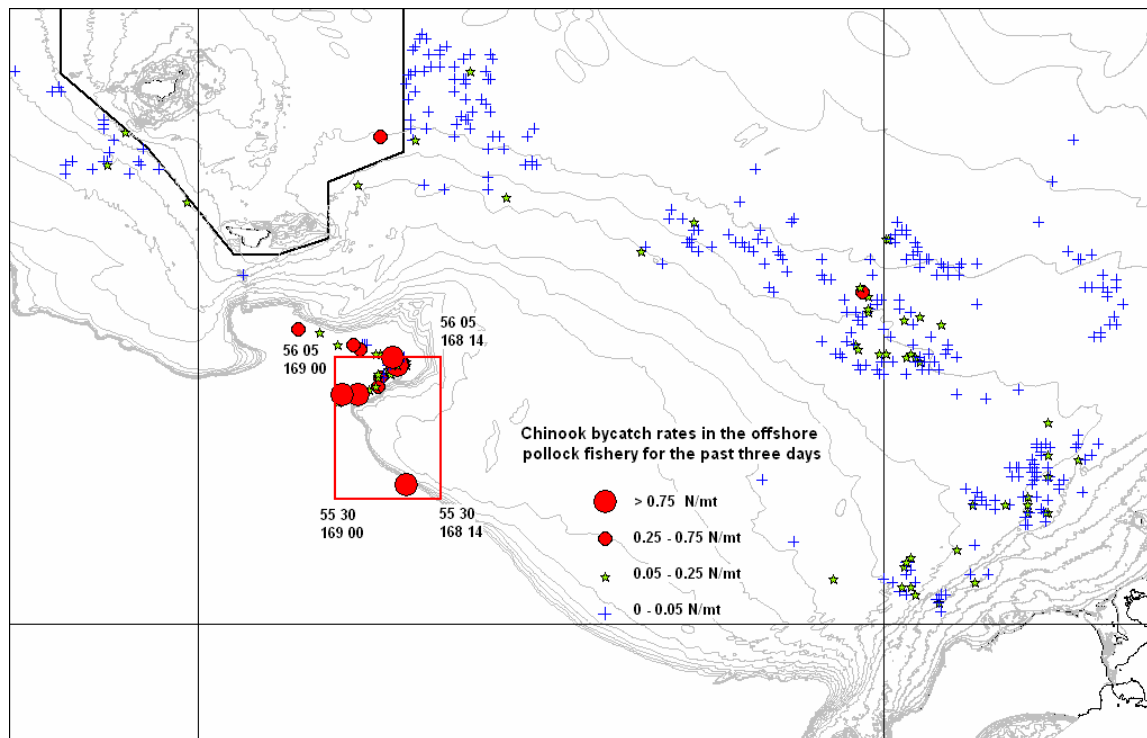 56 05
168 14
56 05
169 00
Chinook bycatch rates in the offshore
pollock fishery for the past three days
> 0.75 N/mt
0.25 - 0.75 N/mt
0.05 - 0.25 N/mt
0 - 0.05 N/mt
55 30
169 00
55 30
168 14